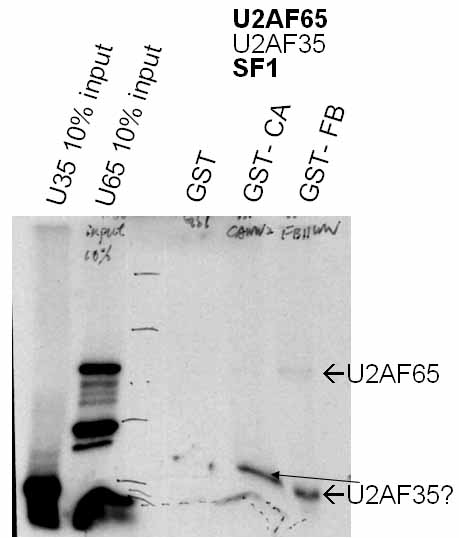 U2AF65
U2AF35
SF1
U35 10% input
U65 10% input
GST
GST- CA
GST- FB
input
10%
←U2AF65
←U2AF35?